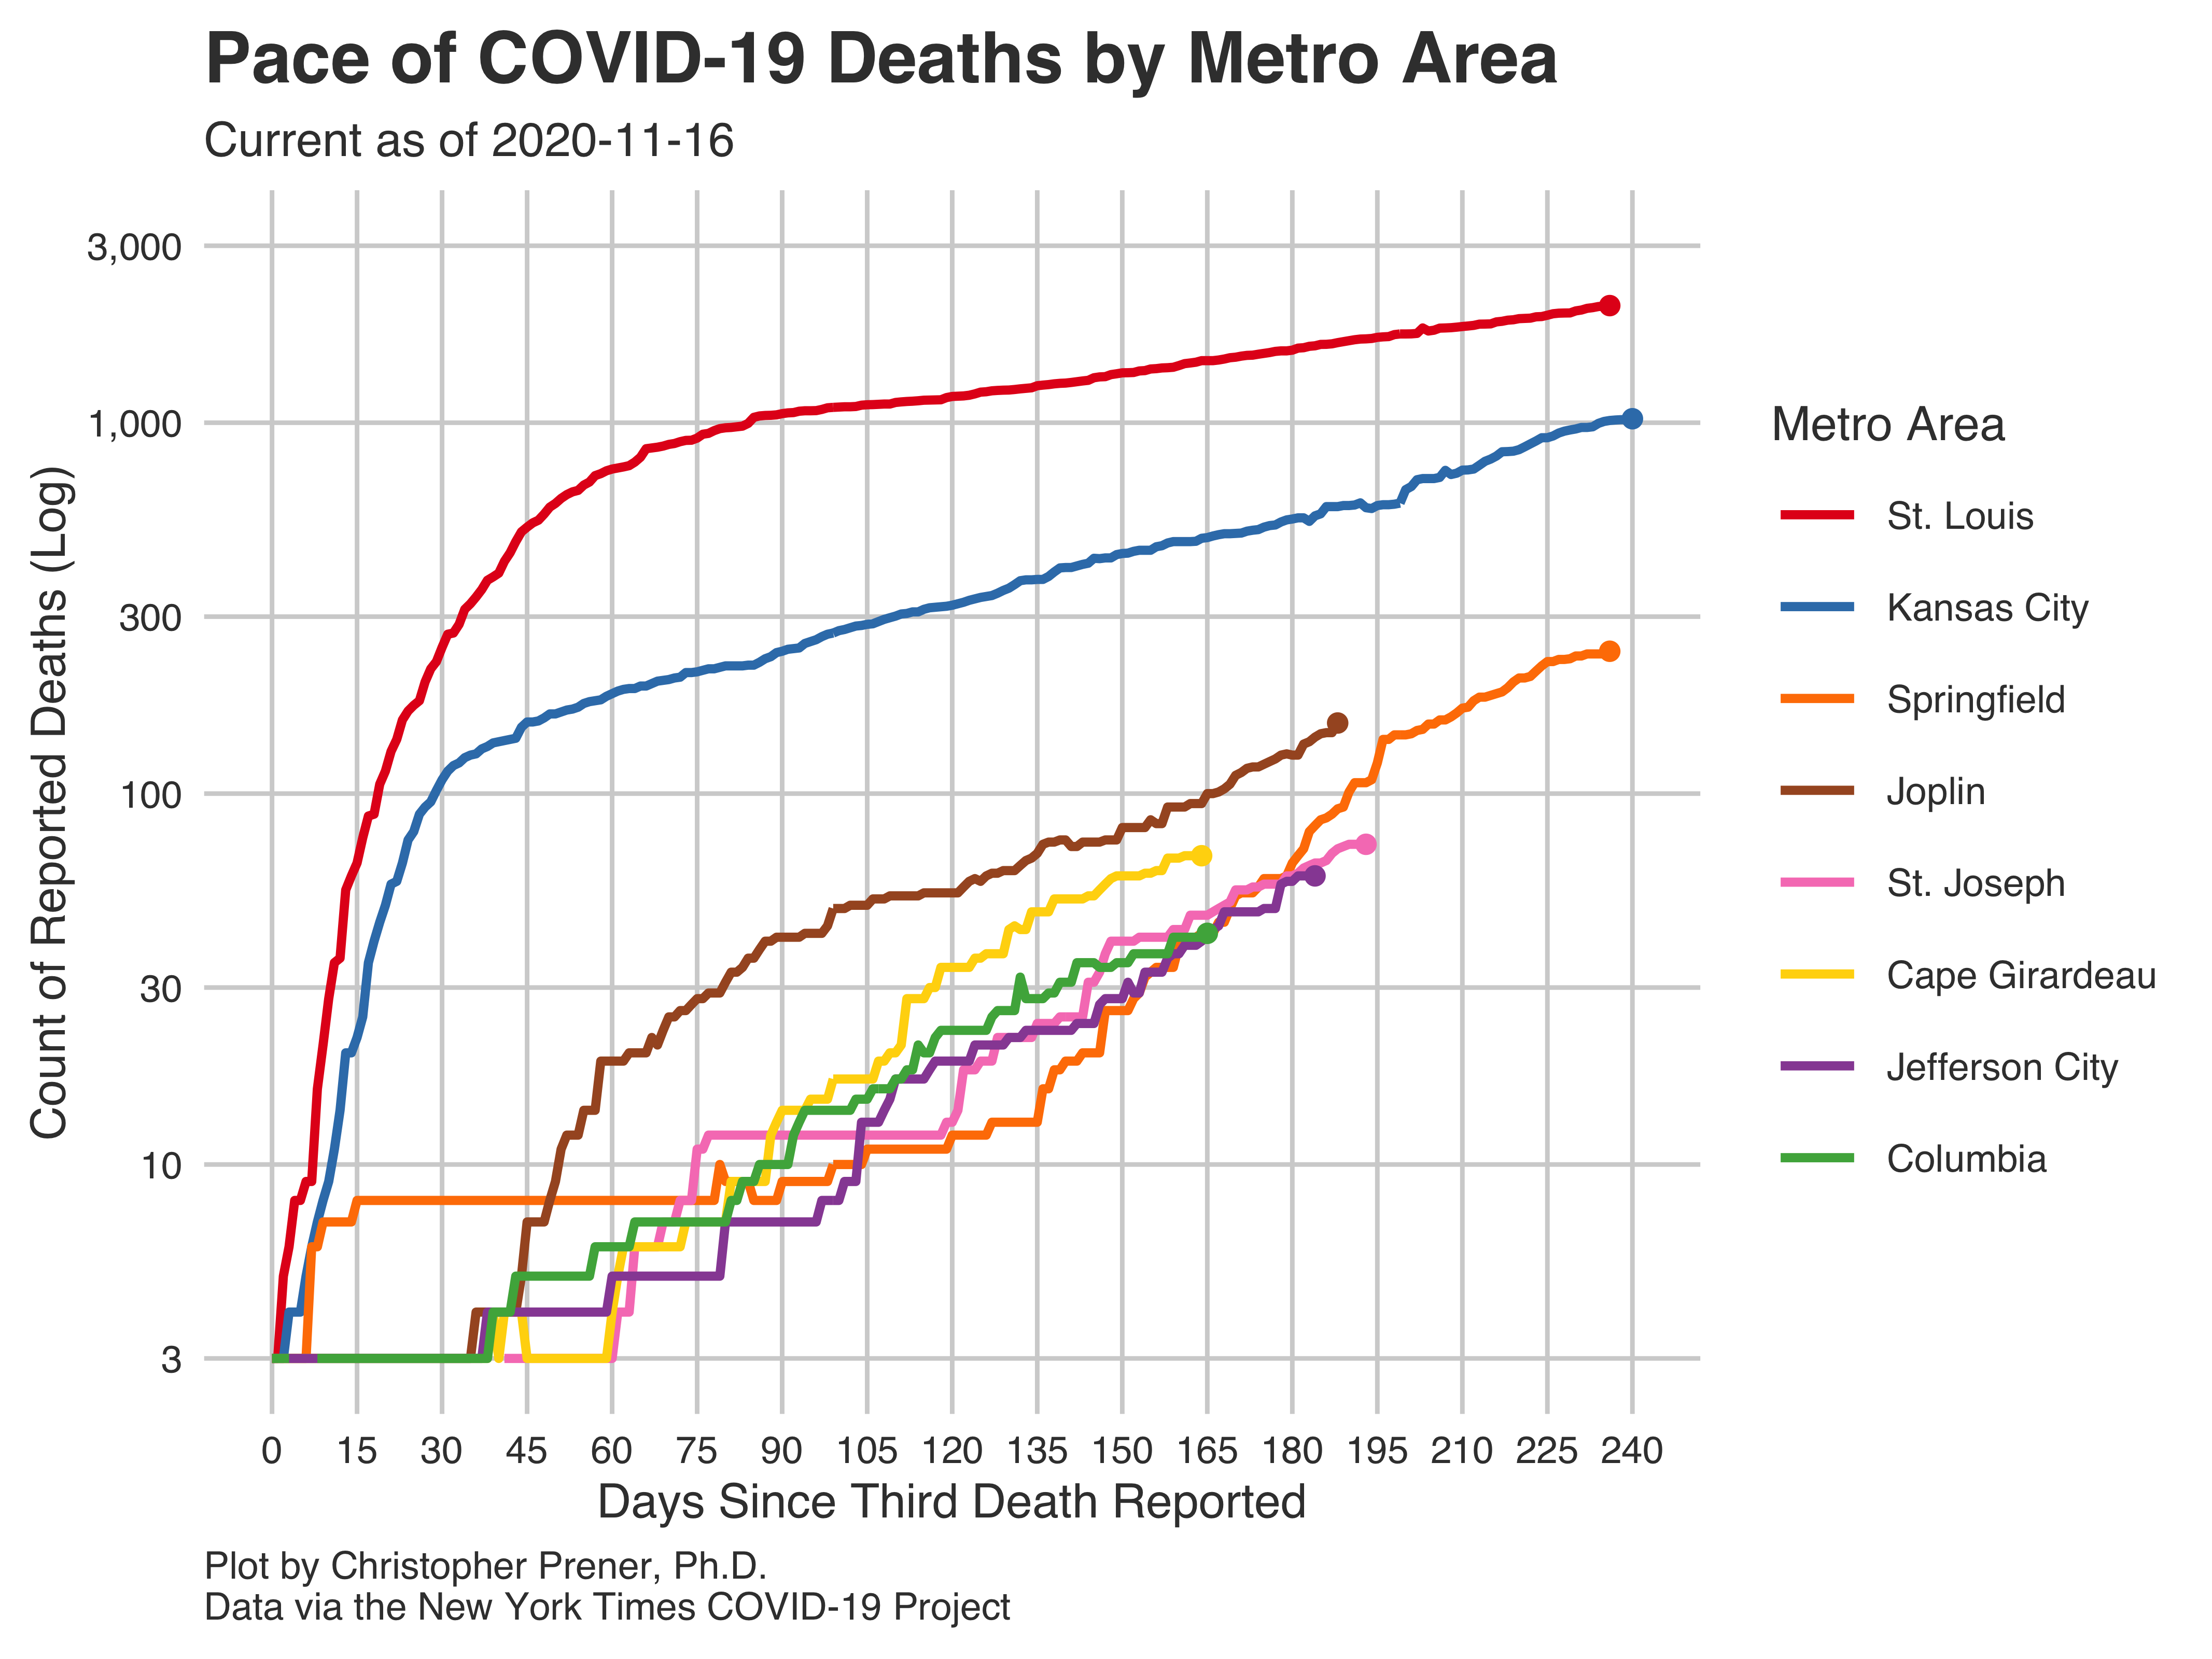 Pace of COVID-19 Deaths by Metro Area
Current as of 2020-11-16
Count of Reported Deaths (Log)
3,000
1,000
300
100
30
10
3
0 15 30 45 60 75 90 105 120 135 150 165 180 195 210 225 240
Days Since Third Death Reported
Metro Area
St. Louis
Kansas City
Springfield
Joplin
St. Joseph
Cape Girardeau
Jefferson City
Columbia
Plot by Christopher Prener, Ph.D.
Data via the New York Times COVID-19 Project